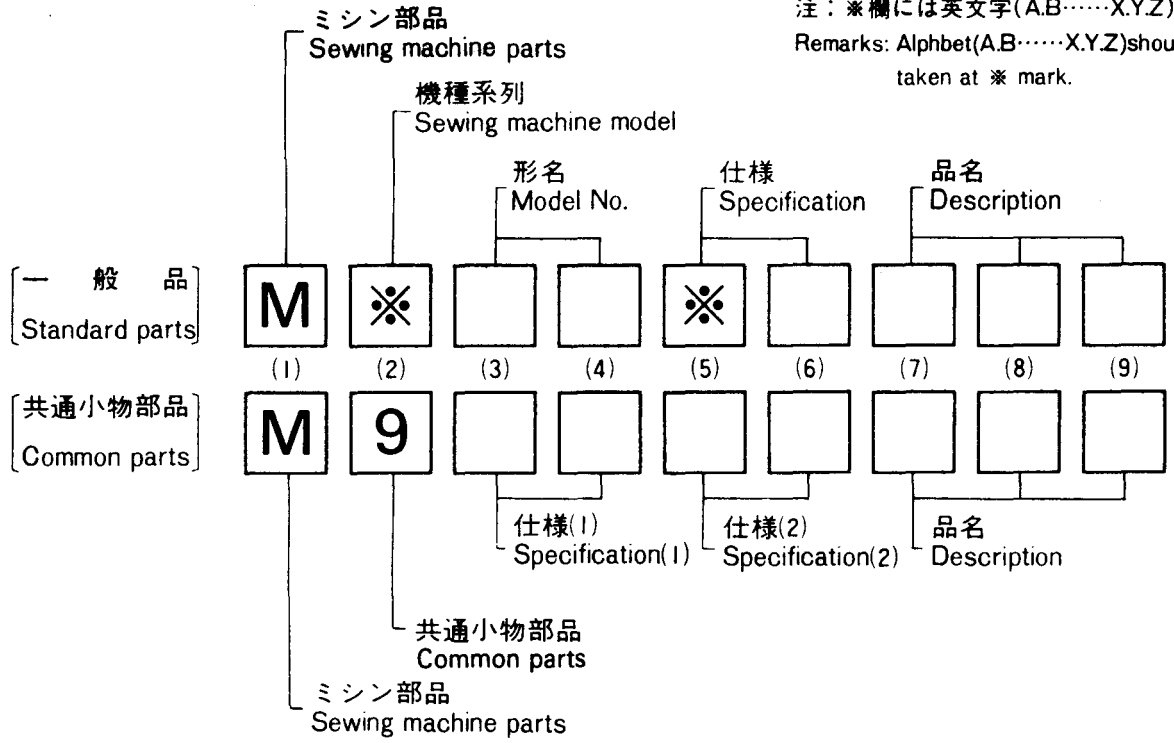 ミシン部品
Sewing machine parts
注：※欄には英文字(A.B……X.Y.Z)
Remarks: Alphbet(A.B……X.Y.Z)shou
taken at ※ mark.
機種系列
Sewing machine model
形名
Model No.
仕様
Specification
品名
Description
[一般品
Standard parts]
M ※ ※
(1) (2) (3) (4) (5) (6) (7) (8) (9)
[共通小物部品
Common parts]
M 9
仕様(1)
Specification(1)
仕様(2)
Specification(2)
品名
Description
共通小物部品
Common parts
ミシン部品
Sewing machine parts